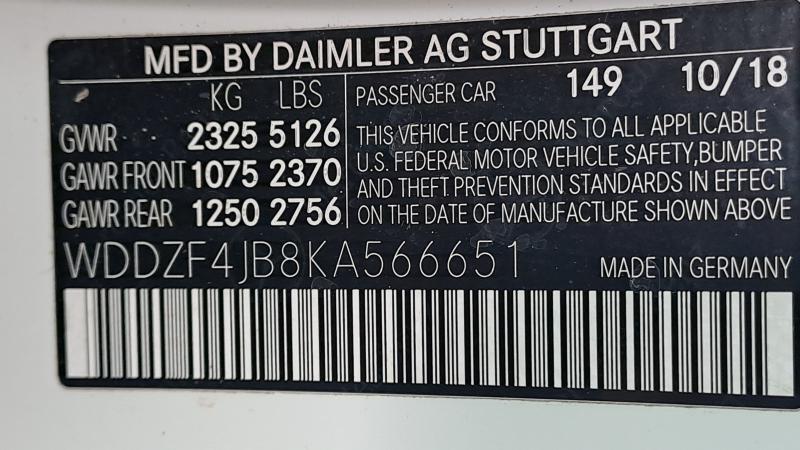 MFD BY DAIMLER AG STUTTGART
KG LBS PASSENGER CAR 149 10/18
GVWR 2325 5126
GAWR FRONT 1075 2370
GAWR REAR 1250 2756
THIS VEHICLE CONFORMS TO ALL APPLICABLE
U.S. FEDERAL MOTOR VEHICLE SAFETY,BUMPER
AND THEFT PREVENTION STANDARDS IN EFFECT
ON THE DATE OF MANUFACTURE SHOWN ABOVE
WDDZF4JB8KA566651 MADE IN GERMANY